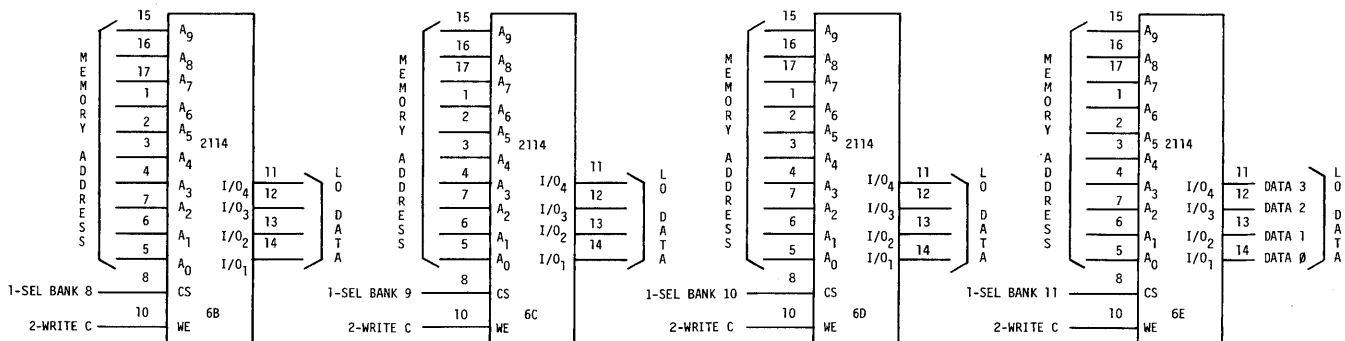 MEMORY ADDRESS
15 A9
16 A8
17 A7
1 A6
2 A5
3 A4
4 A3
7 A2
6 A1
5 A0
2114
I/O4 11
I/O3 12
I/O2 13
I/O1 14
LO DATA
1-SEL BANK 8 8 CS
6B
2-WRITE C 10 WE
MEMORY ADDRESS
15 A9
16 A8
17 A7
1 A6
2 A5
3 A4
4 A3
7 A2
6 A1
5 A0
2114
I/O4 11
I/O3 12
I/O2 13
I/O1 14
LO DATA
1-SEL BANK 9 8 CS
6C
2-WRITE C 10 WE
MEMORY ADDRESS
15 A9
16 A8
17 A7
1 A6
2 A5
3 A4
4 A3
7 A2
6 A1
5 A0
2114
I/O4 11
I/O3 12
I/O2 13
I/O1 14
LO DATA
1-SEL BANK 10 8 CS
6D
2-WRITE C 10 WE
MEMORY ADDRESS
15 A9
16 A8
17 A7
1 A6
2 A5
3 A4
4 A3
7 A2
6 A1
5 A0
2114
I/O4 11 DATA 3
I/O3 12 DATA 2
I/O2 13 DATA 1
I/O1 14 DATA Ø
LO DATA
1-SEL BANK 11 8 CS
6E
2-WRITE C 10 WE